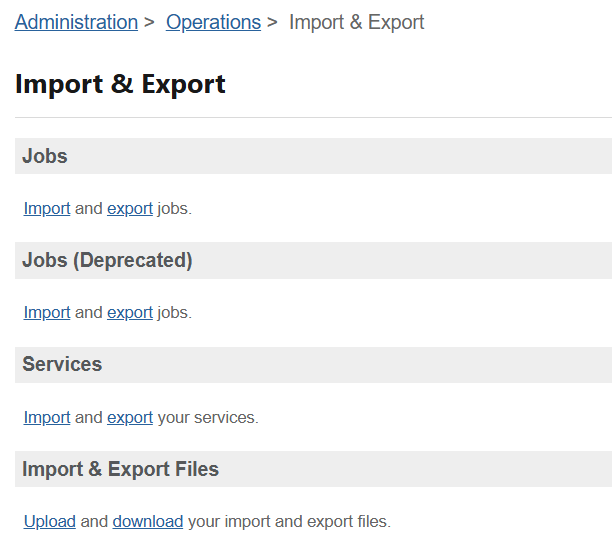 Administration > Operations > Import & Export
Import & Export
Jobs
Import and export jobs.
Jobs (Deprecated)
Import and export jobs.
Services
Import and export your services.
Import & Export Files
Upload and download your import and export files.